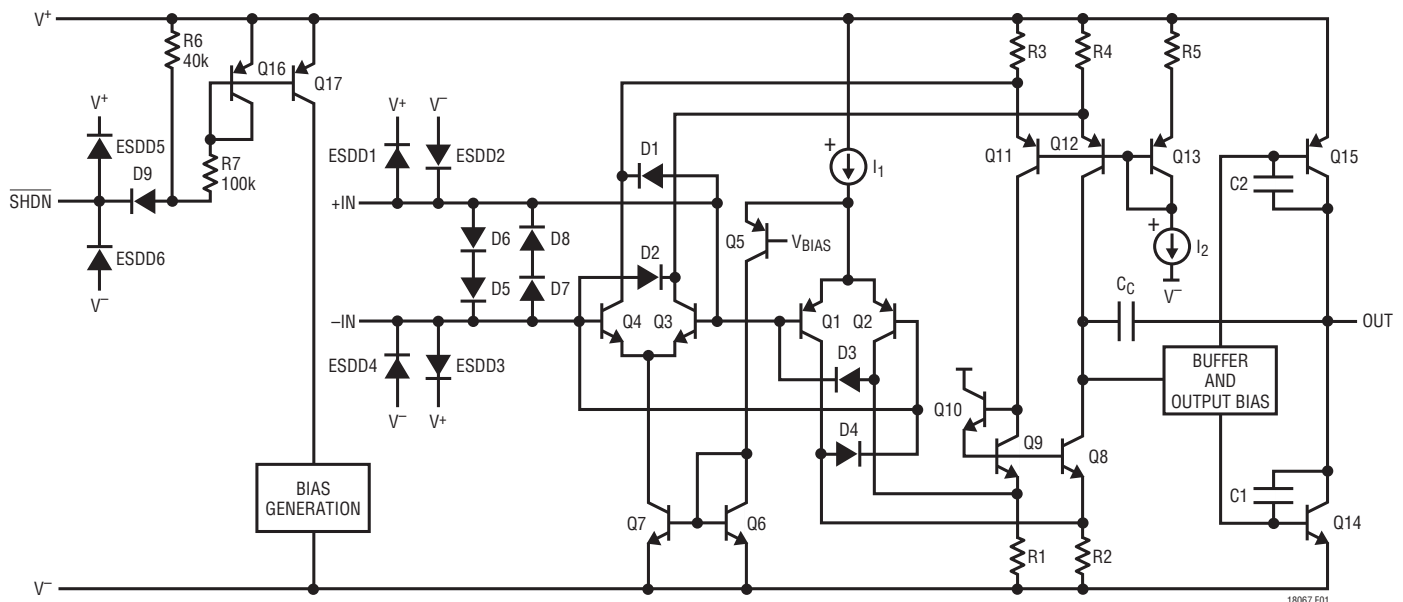 V+
R6
40k
Q16
Q17
V+
ESDD5
D9
R7
100k
SHDN
ESDD6
V−
V+
V−
ESDD1
ESDD2
D1
+IN
D6
D8
D2
D5
D7
−IN
Q4
Q3
ESDD4
ESDD3
V−
V+
Q5
VBIAS
+
I1
Q1
Q2
D3
D4
R3
R4
R5
Q11
Q12
Q13
+
I2
V−
Q15
C2
CC
OUT
BUFFER
AND
OUTPUT BIAS
Q10
Q9
Q8
C1
Q14
BIAS
GENERATION
Q7
Q6
R1
R2
V−
18067 F01